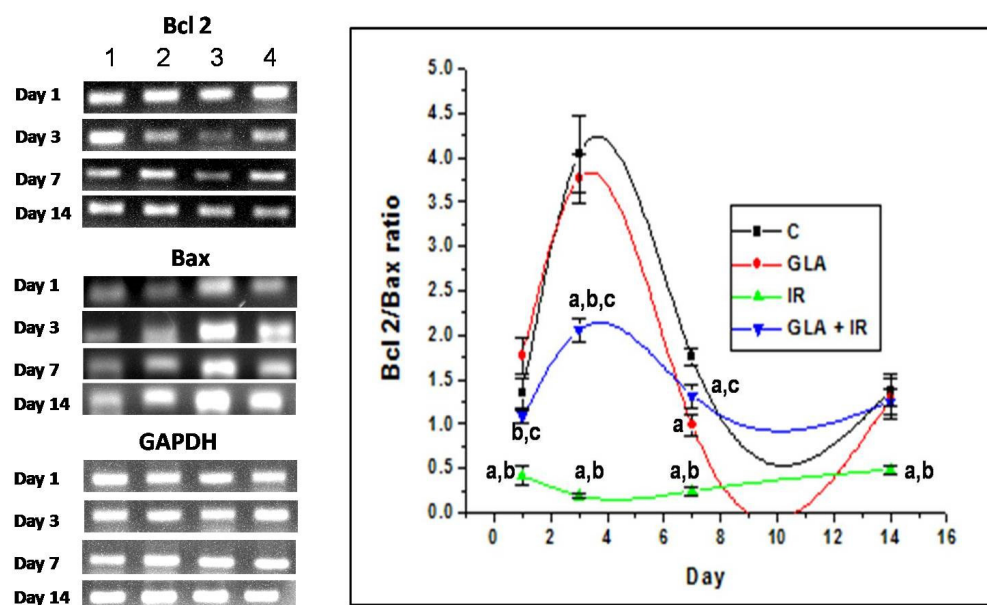 Bcl 2
1 2 3 4
Day 1
Day 3
Day 7
Day 14
Bax
Day 1
Day 3
Day 7
Day 14
GAPDH
Day 1
Day 3
Day 7
Day 14
Bcl 2/Bax ratio
5.0
4.5
4.0
3.5
3.0
2.5
2.0
1.5
1.0
0.5
0.0
C
GLA
IR
GLA + IR
a,b,c
a,c
a
b,c
a,b
a,b
a,b
a,b
0 2 4 6 8 10 12 14 16
Day